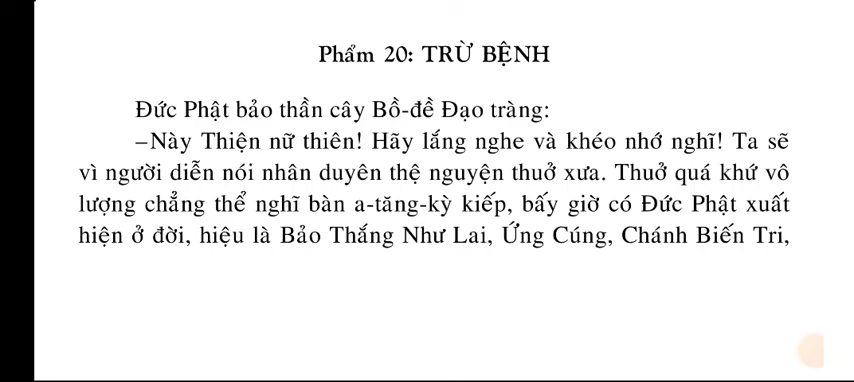 Phẩm 20: TRỪ BỆNH
Đức Phật bảo thần cây Bồ-đề Đạo tràng:
–Này Thiện nữ thiên! Hãy lắng nghe và khéo nhớ nghĩ! Ta sẽ
vì người diễn nói nhân duyên thệ nguyện thuở xưa. Thuở quá khứ vô
lượng chẳng thể nghĩ bàn a-tăng-kỳ kiếp, bấy giờ có Đức Phật xuất
hiện ở đời, hiệu là Bảo Thắng Như Lai, Ứng Cúng, Chánh Biến Tri,